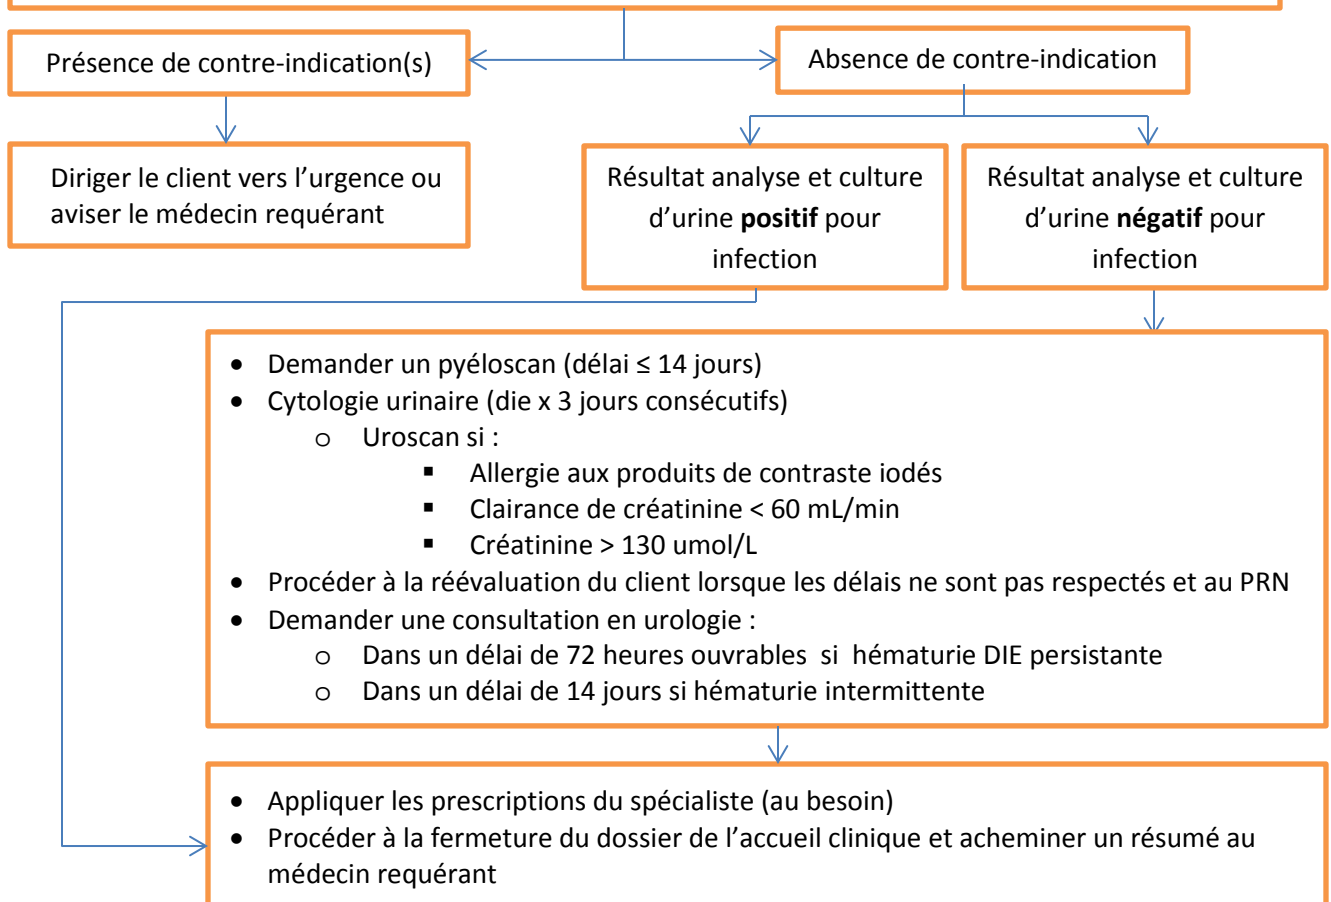 Présence de contre-indication(s)
Absence de contre-indication
Diriger le client vers l’urgence ou
aviser le médecin requérant
Résultat analyse et culture
d’urine positif pour
infection
Résultat analyse et culture
d’urine négatif pour
infection
• Demander un pyéloscan (délai ≤ 14 jours)
• Cytologie urinaire (die x 3 jours consécutifs)
o Uroscan si :
▪ Allergie aux produits de contraste iodés
▪ Clairance de créatinine < 60 mL/min
▪ Créatinine > 130 umol/L
• Procéder à la réévaluation du client lorsque les délais ne sont pas respectés et au PRN
• Demander une consultation en urologie :
o Dans un délai de 72 heures ouvrables si hématurie DIE persistante
o Dans un délai de 14 jours si hématurie intermittente
• Appliquer les prescriptions du spécialiste (au besoin)
• Procéder à la fermeture du dossier de l’accueil clinique et acheminer un résumé au
médecin requérant